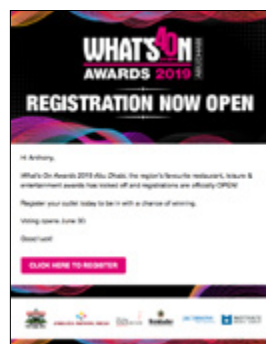 WHAT'S ON
ABU DHABI
AWARDS 2019
REGISTRATION NOW OPEN
Hi Anthony,
What's On Awards 2019 Abu Dhabi, the region's favourite restaurant, leisure &
entertainment awards has kicked off and registrations are officially OPEN!
Register your outlet today to be in with a chance of winning.
Voting opens June 30.
Good luck!
CLICK HERE TO REGISTER